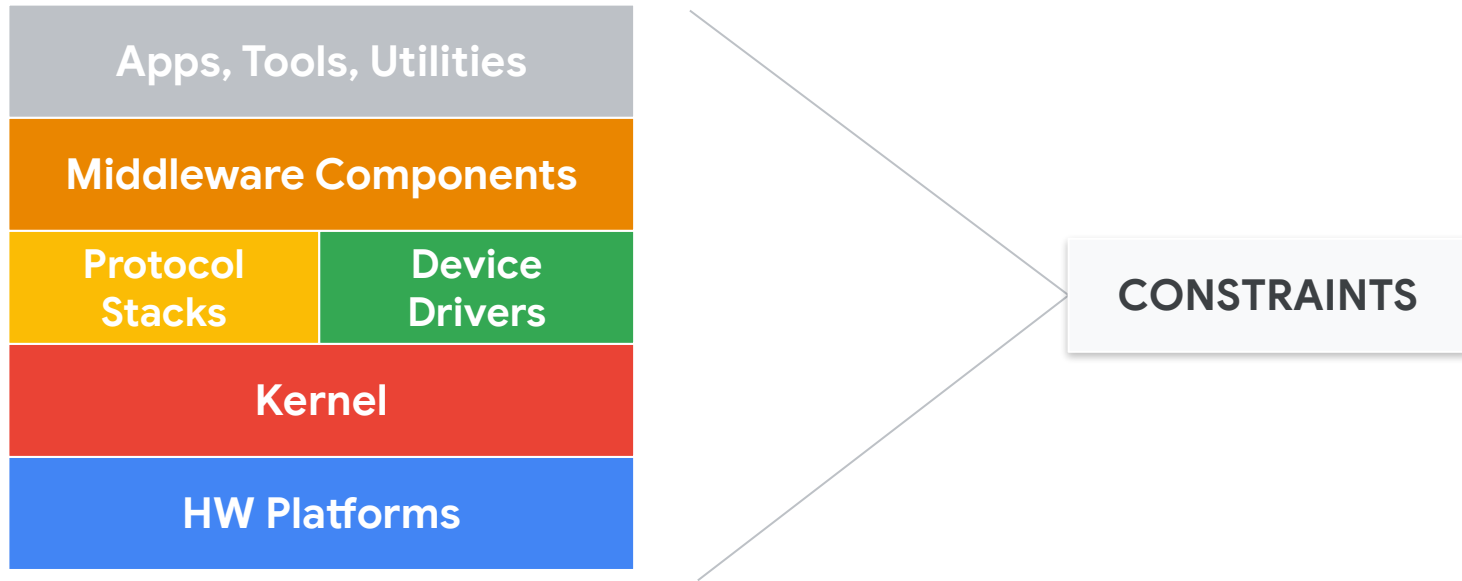 Apps, Tools, Utilities
Middleware Components
Protocol
Stacks
Device
Drivers
Kernel
HW Platforms
CONSTRAINTS